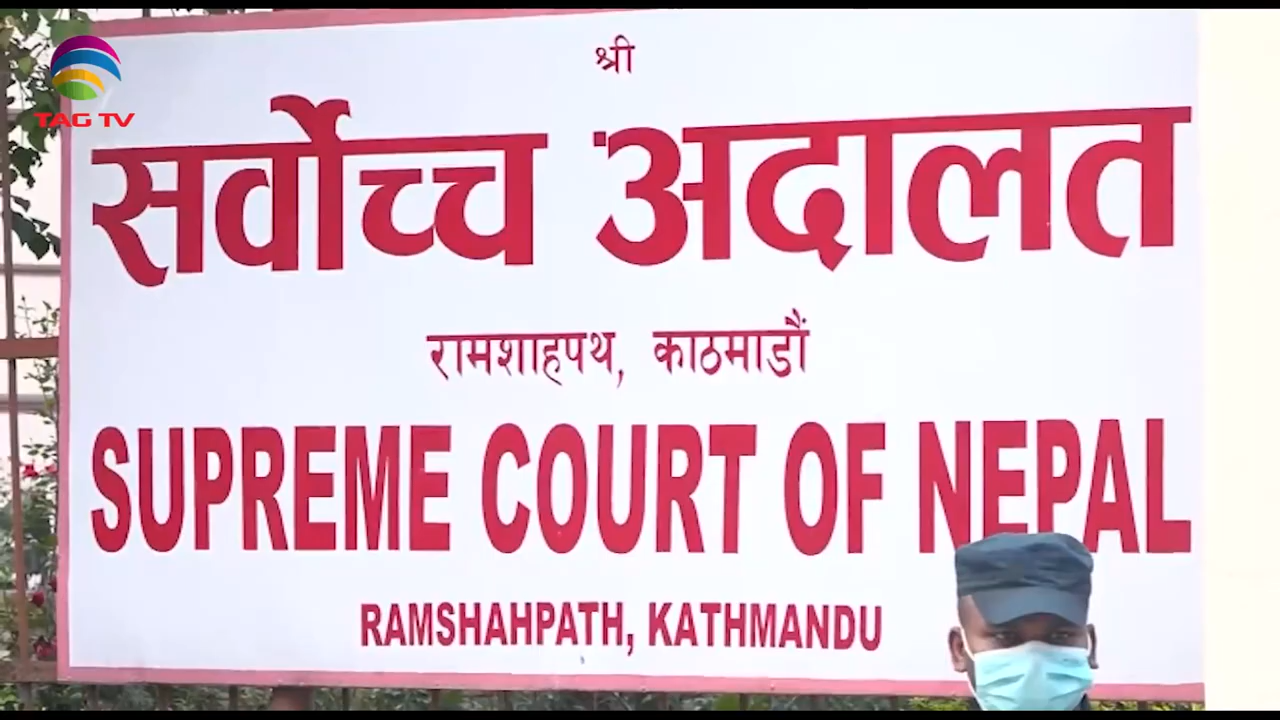 TAG TV
श्री
सर्वोच्च अदालत
रामशाहपथ, काठमाडौं
SUPREME COURT OF NEPAL
RAMSHAHPATH, KATHMANDU